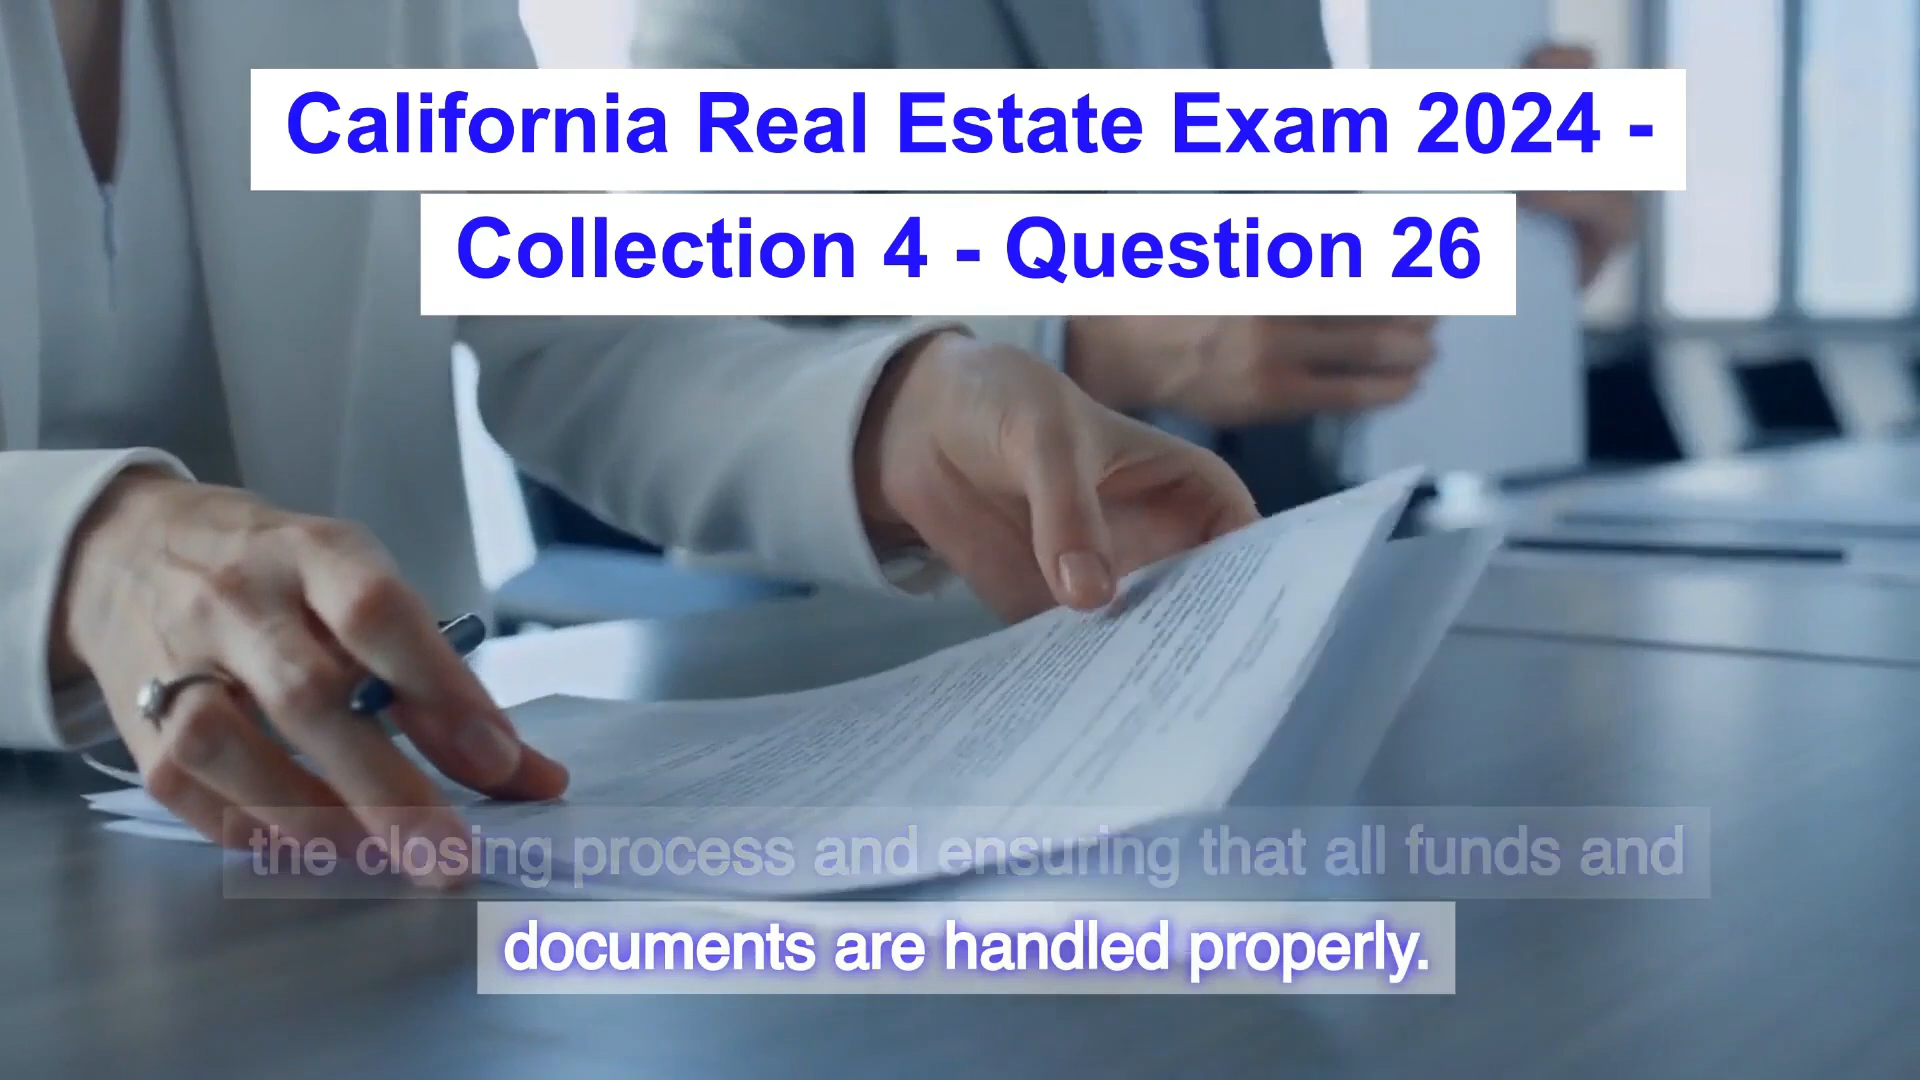 California Real Estate Exam 2024 -
Collection 4 - Question 26
the closing process and ensuring that all funds and
documents are handled properly.